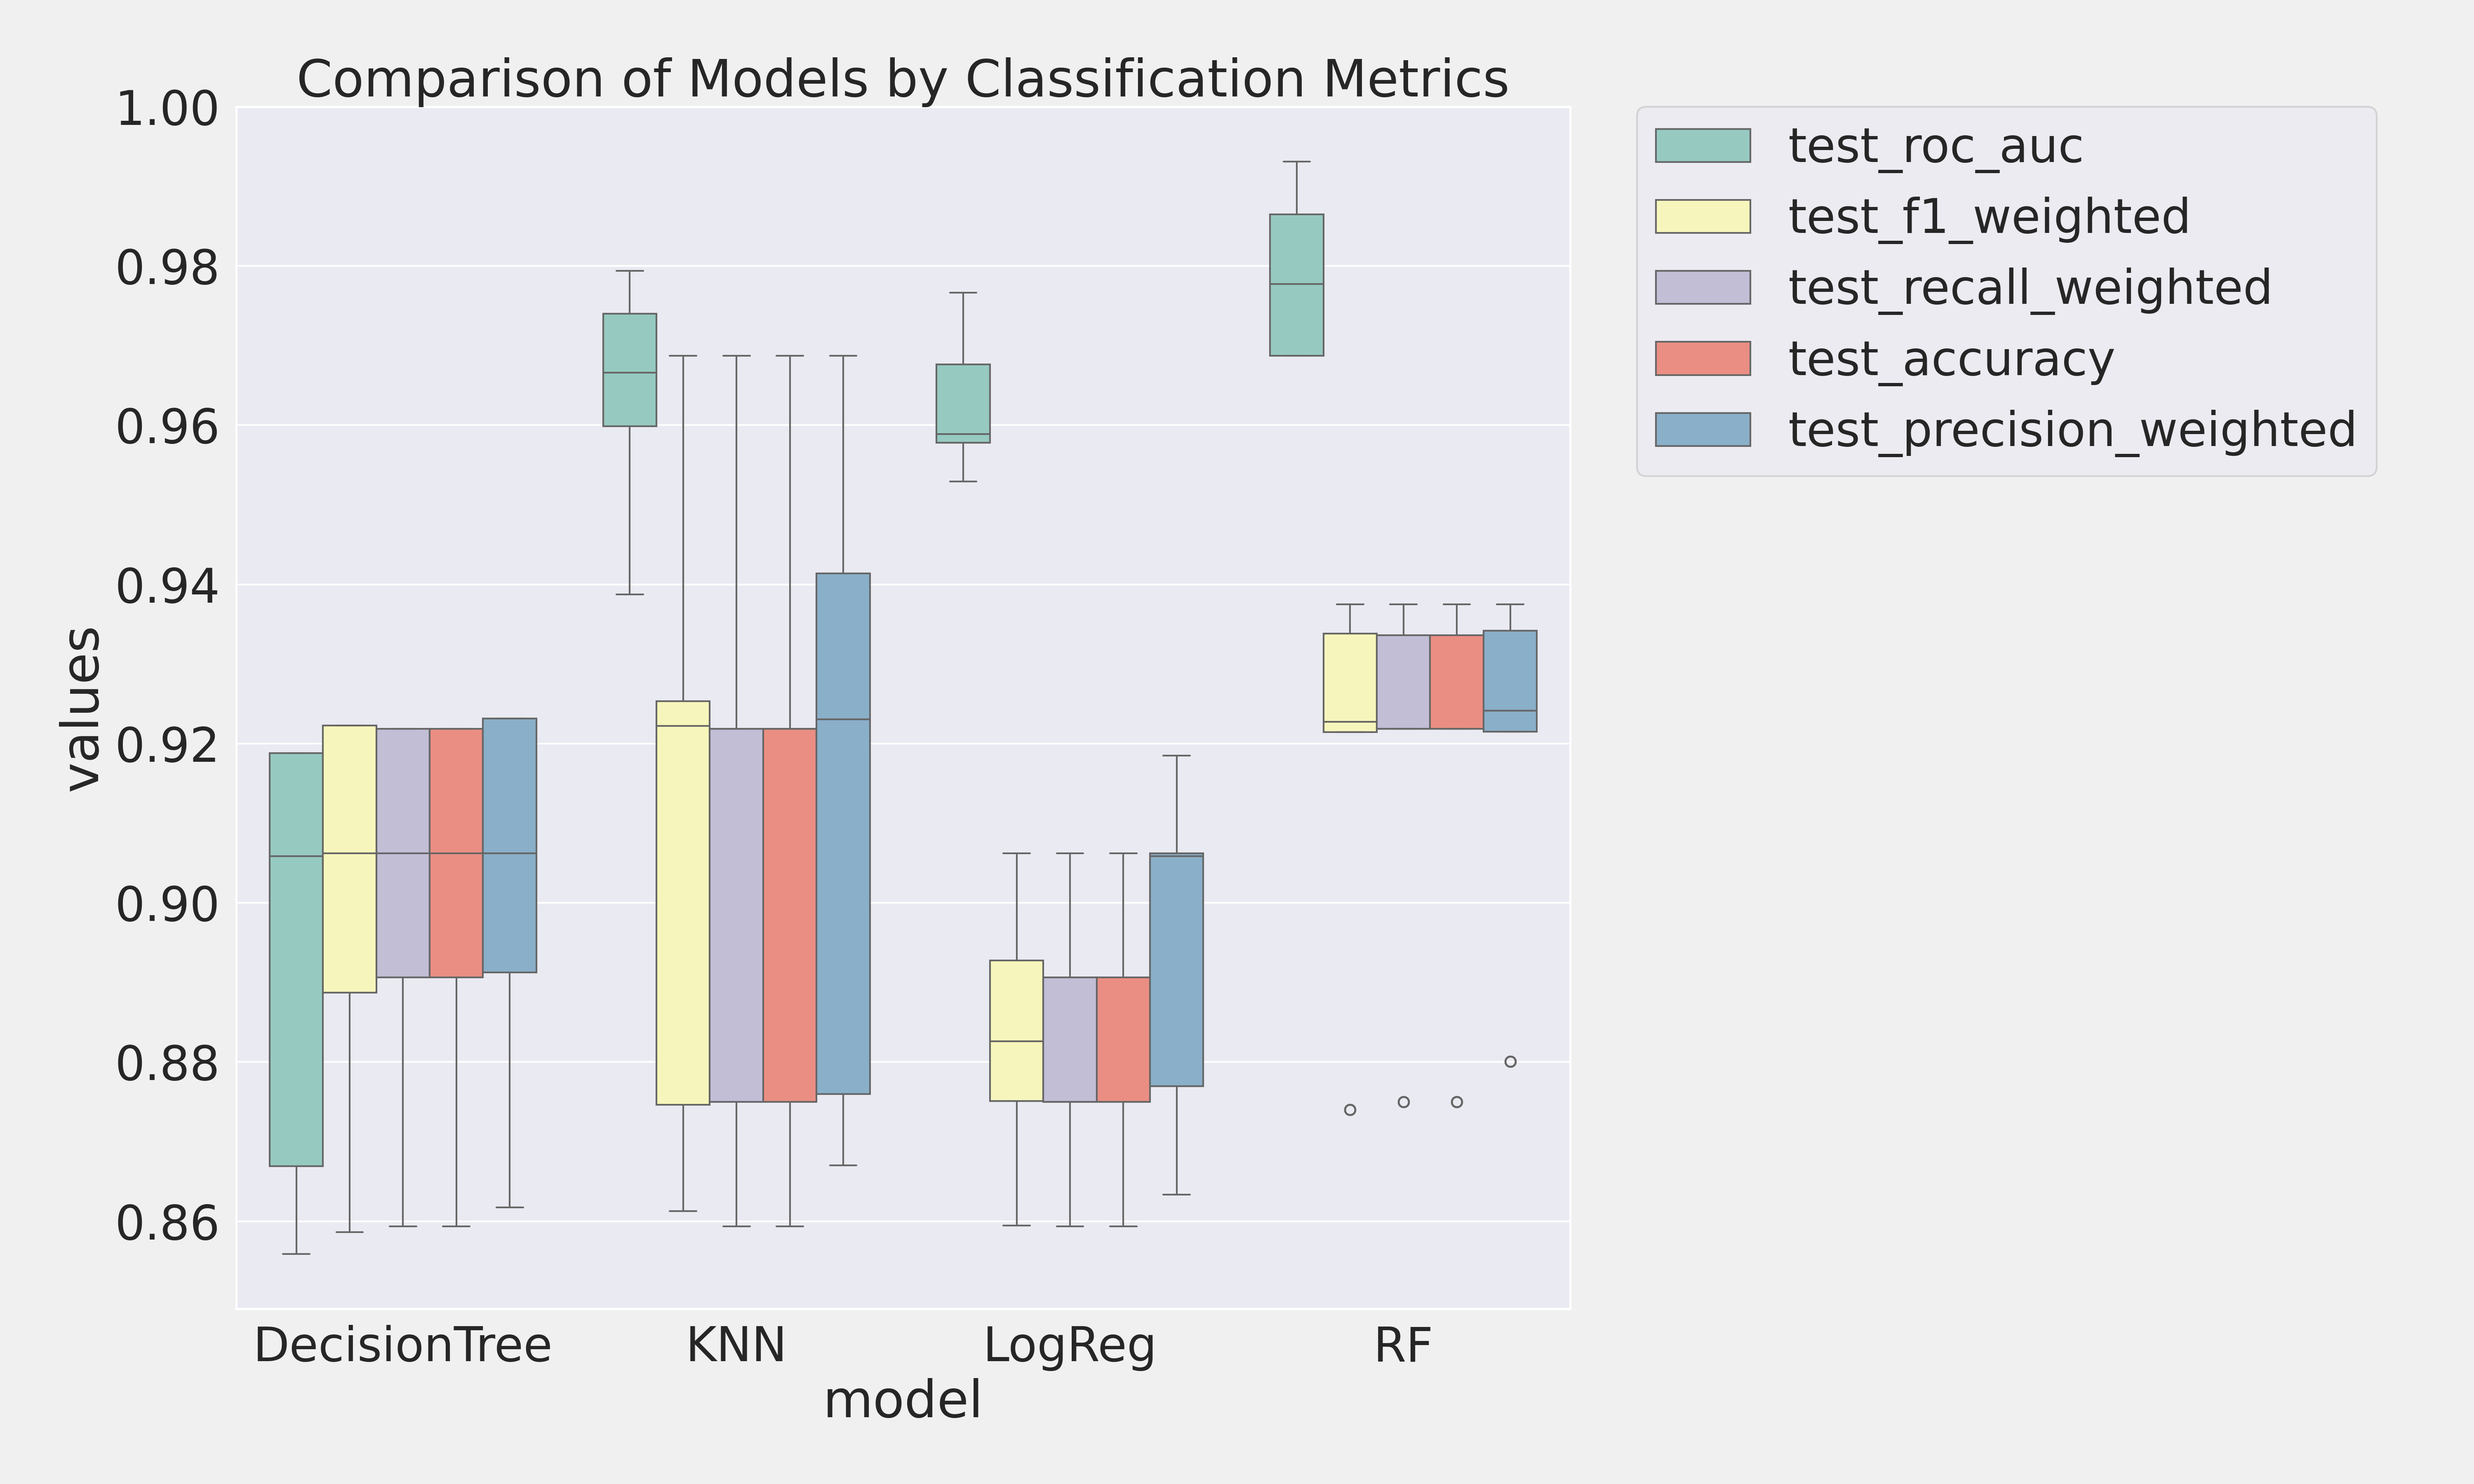 Comparison of Models by Classification Metrics
1.00
0.98
0.96
0.94
0.92
0.90
0.88
0.86
values
DecisionTree
KNN
LogReg
RF
model
test_roc_auc
test_f1_weighted
test_recall_weighted
test_accuracy
test_precision_weighted